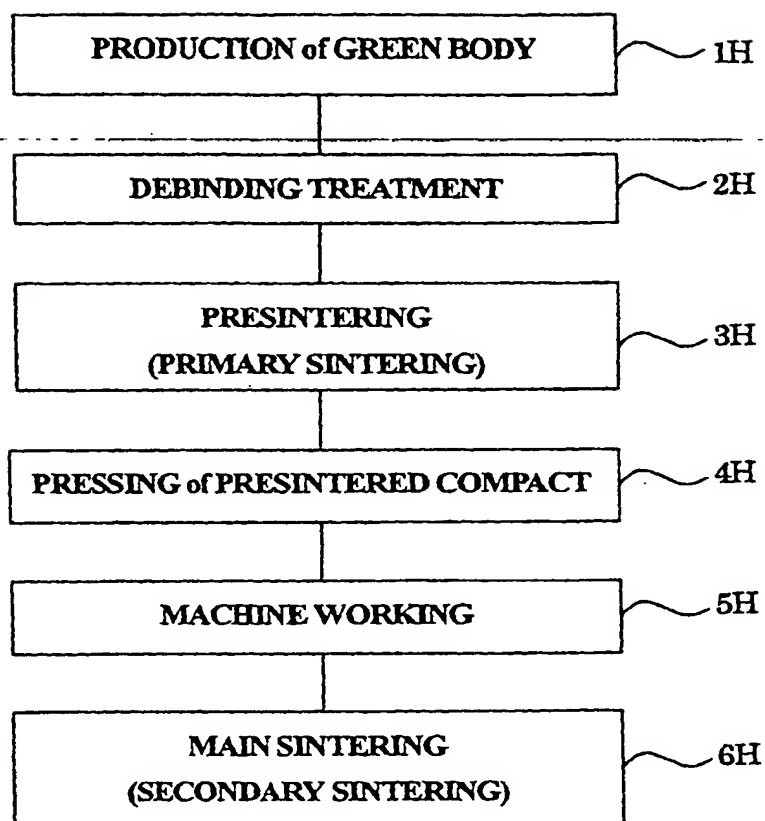 PRODUCTION of GREEN BODY 1H
DEBINDING TREATMENT 2H
PRESINTERING
(PRIMARY SINTERING) 3H
PRESSING of PRESINTERED COMPACT 4H
MACHINE WORKING 5H
MAIN SINTERING
(SECONDARY SINTERING) 6H